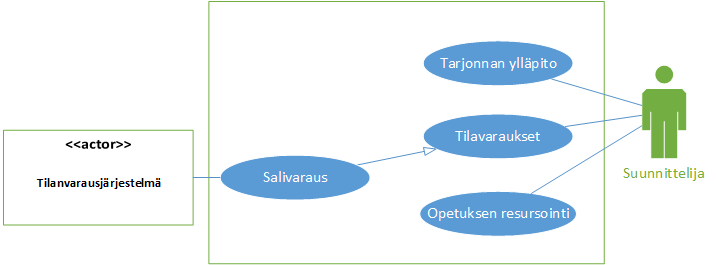 Tarjonnan ylläpito
<<actor>>
Tilanvarausjärjestelmä
Salivaraus
Tilavaraukset
Suunnittelija
Opetuksen resursointi